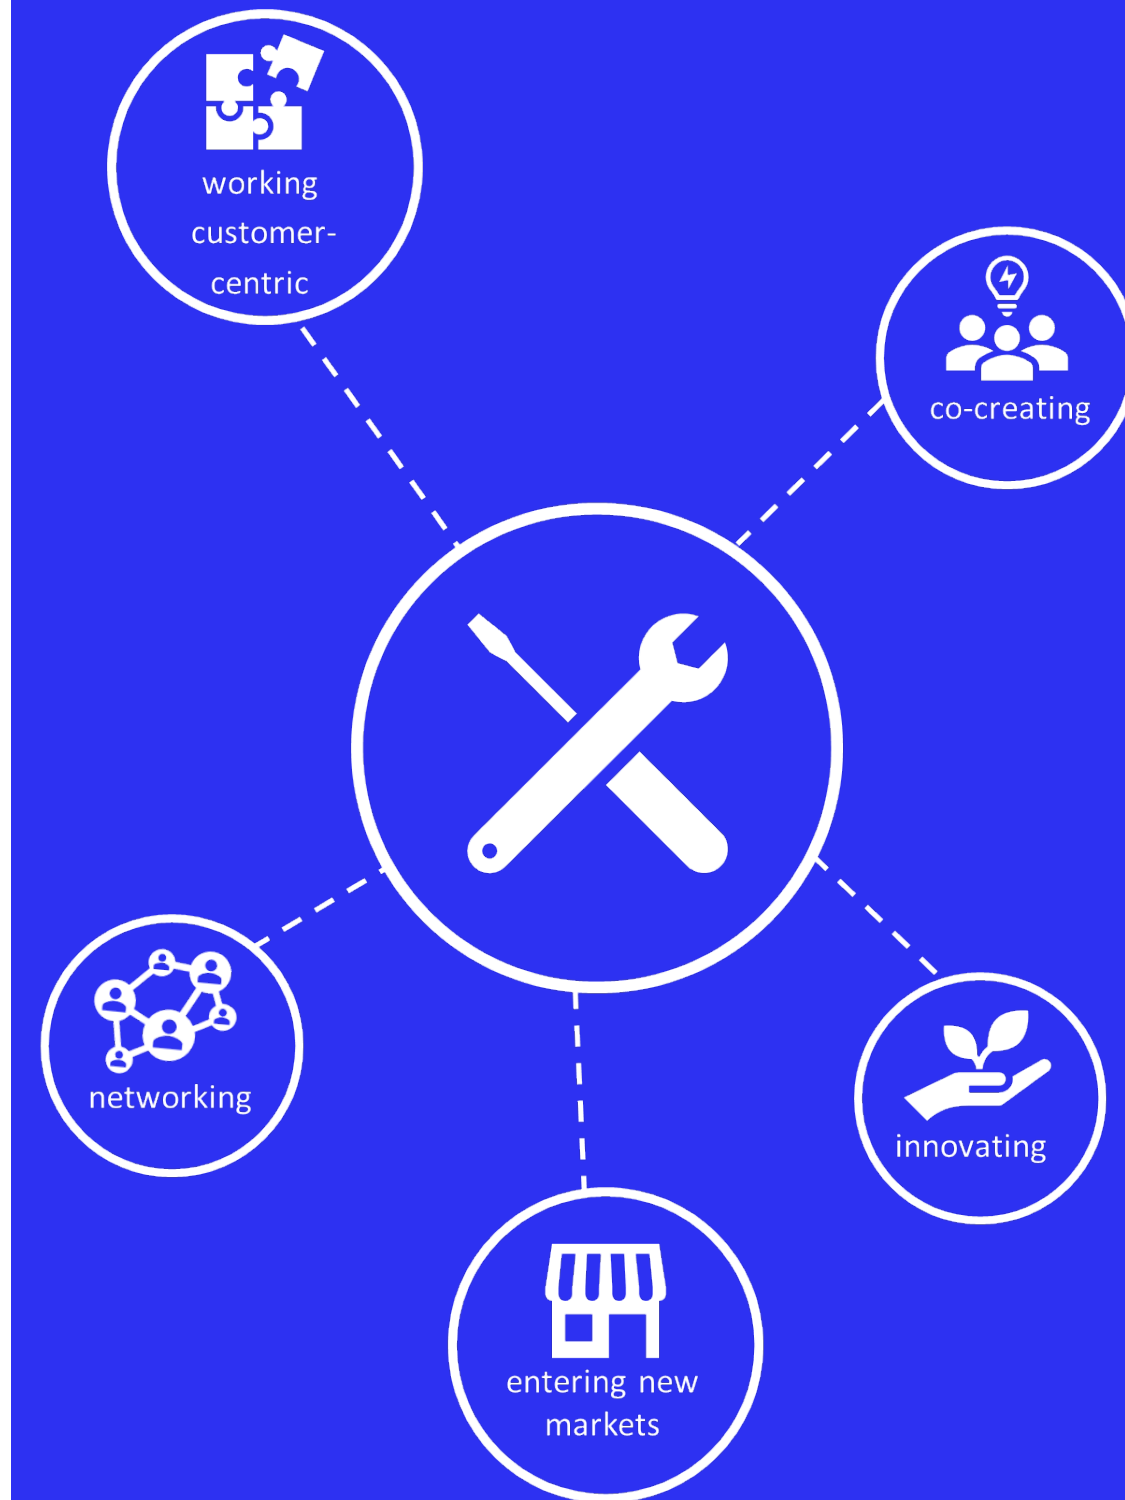 working
customer-
centric
co-creating
networking
innovating
entering new
markets